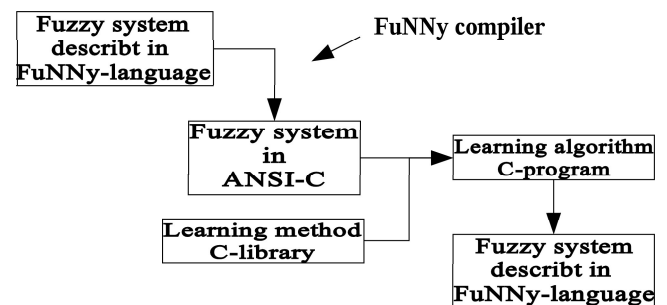 Fuzzy system
describt in
FuNNy-language
FuNNy compiler
Fuzzy system
in
ANSI-C
Learning algorithm
C-program
Learning method
C-library
Fuzzy system
describt in
FuNNy-language